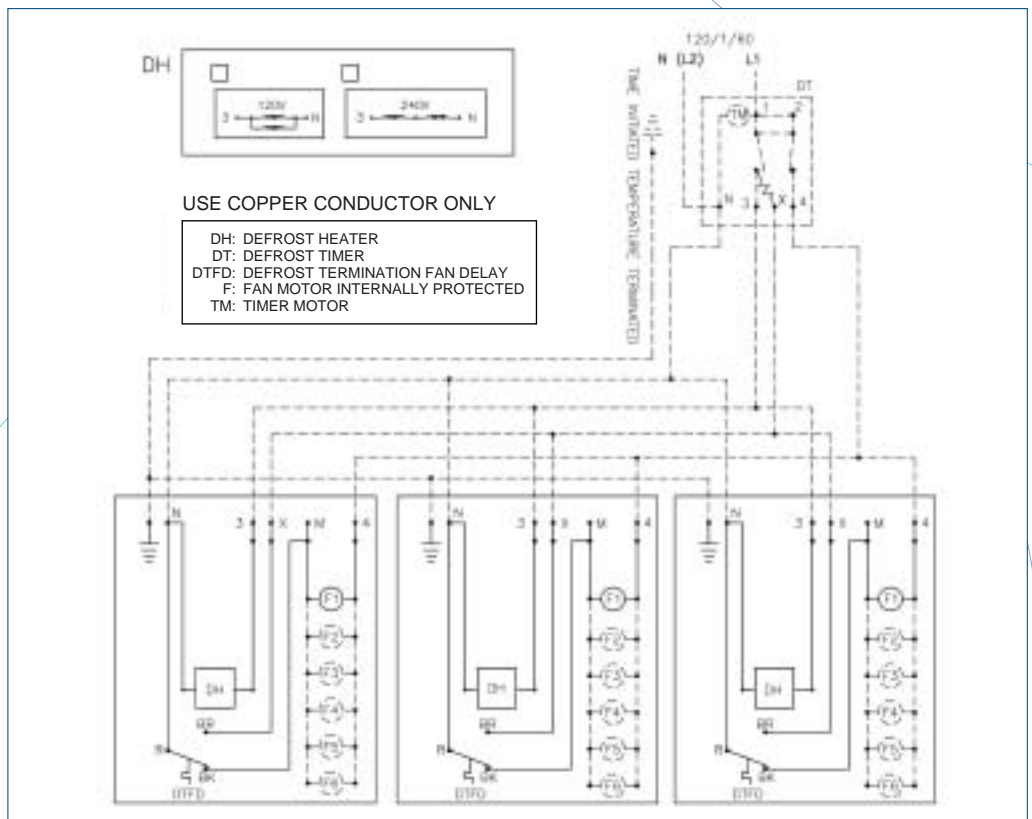 120/1/60
N (L2) L1
DH
DT
120V
3 N
240V
3 N
TM 1 2
N 3 X 4
TIME INITIATED TEMPERATURE TERMINATED
USE COPPER CONDUCTOR ONLY
DH: DEFROST HEATER
DT: DEFROST TIMER
DTFD: DEFROST TERMINATION FAN DELAY
F: FAN MOTOR INTERNALLY PROTECTED
TM: TIMER MOTOR
N 3 X M 4
F1
F2
F3
F4
F5
F6
DH
BR
R
BK
DTFD
N 3 X M 4
F1
F2
F3
F4
F5
F6
DH
BR
R
BK
DTFD
N 3 X M 4
F1
F2
F3
F4
F5
F6
DH
BR
R
BK
DTFD